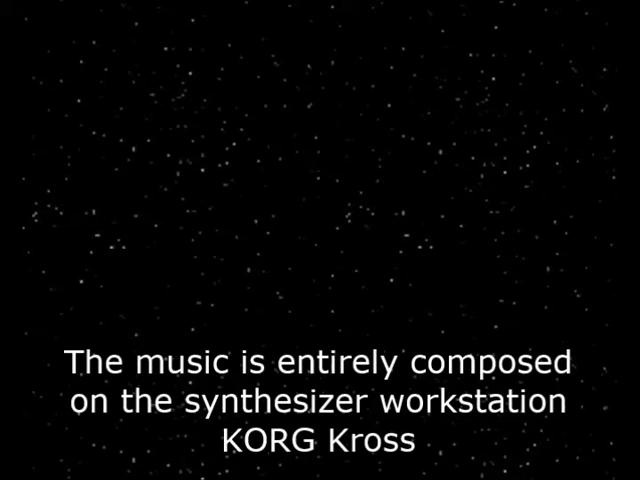 The music is entirely composed
on the synthesizer workstation
KORG Kross